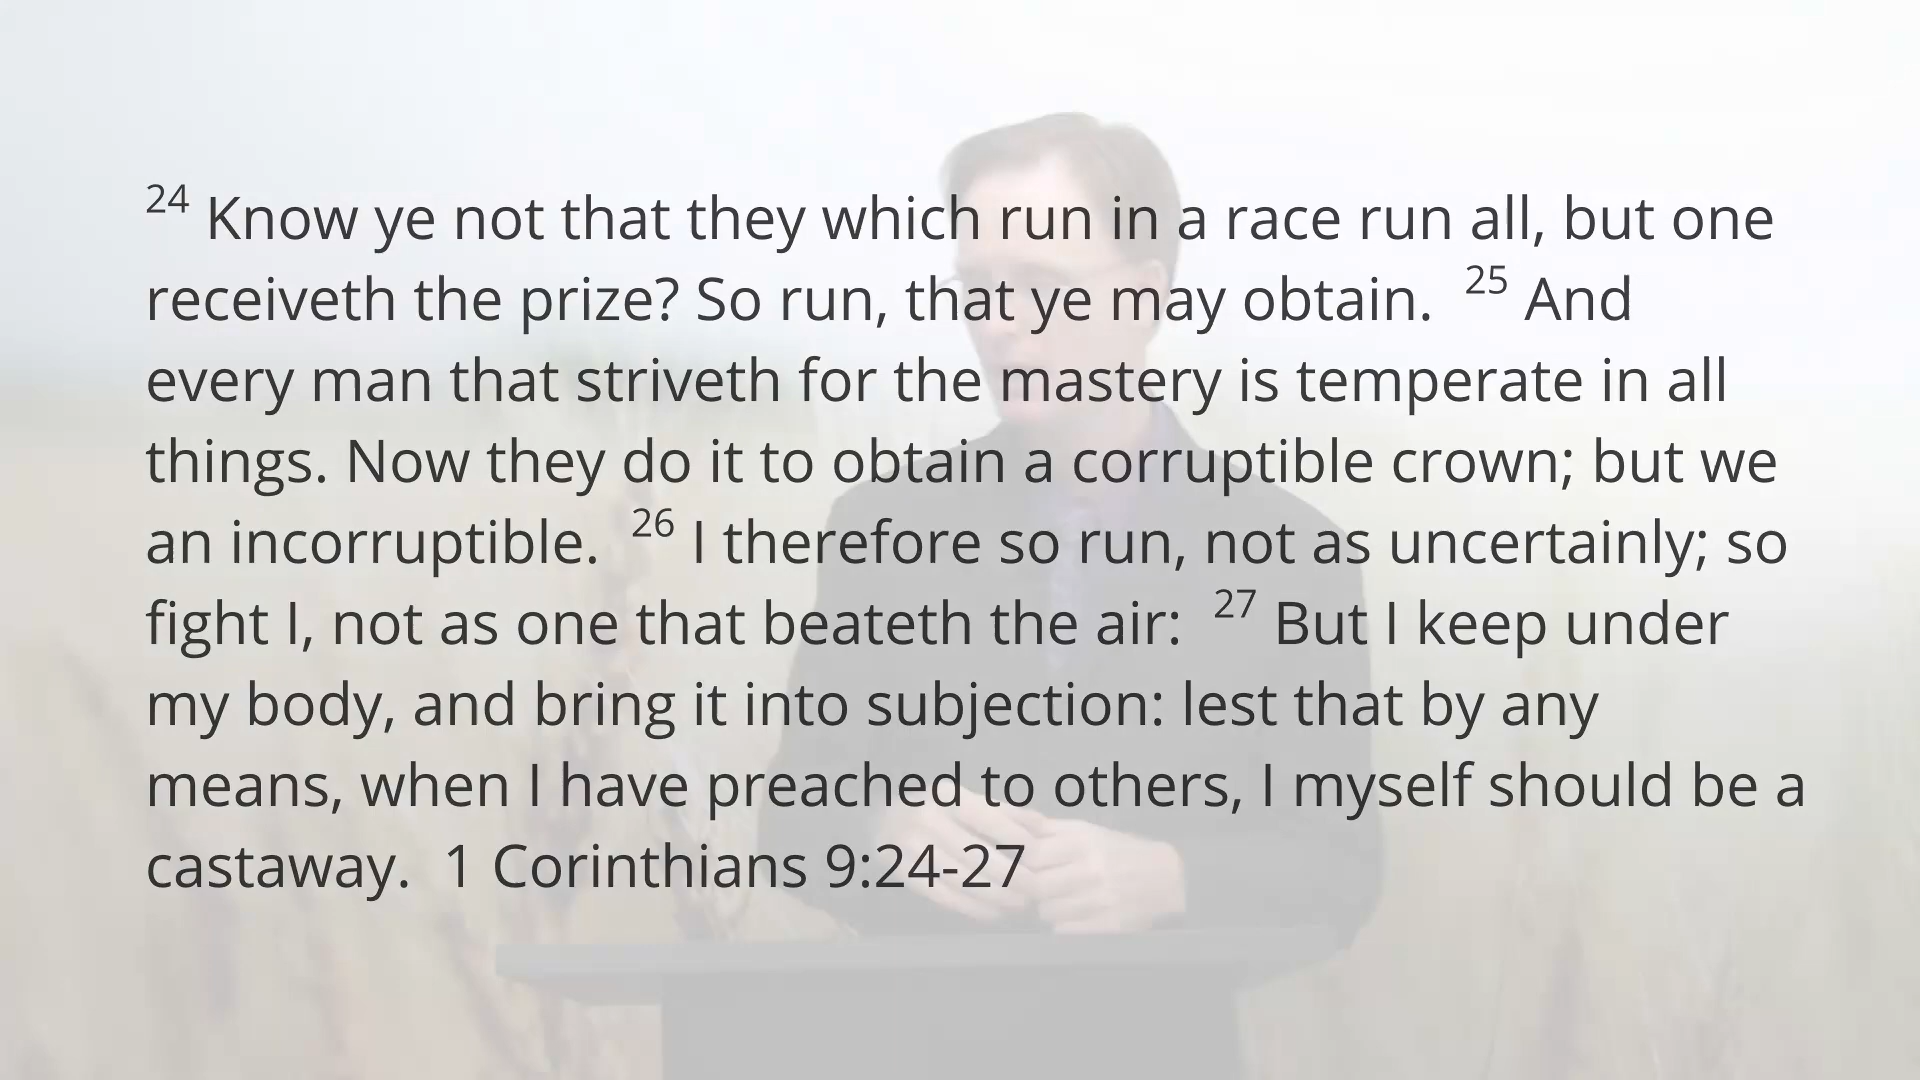 24 Know ye not that they which run in a race run all, but one
receiveth the prize? So run, that ye may obtain. 25 And
every man that striveth for the mastery is temperate in all
things. Now they do it to obtain a corruptible crown; but we
an incorruptible. 26 I therefore so run, not as uncertainly; so
fight I, not as one that beateth the air: 27 But I keep under
my body, and bring it into subjection: lest that by any
means, when I have preached to others, I myself should be a
castaway. 1 Corinthians 9:24-27